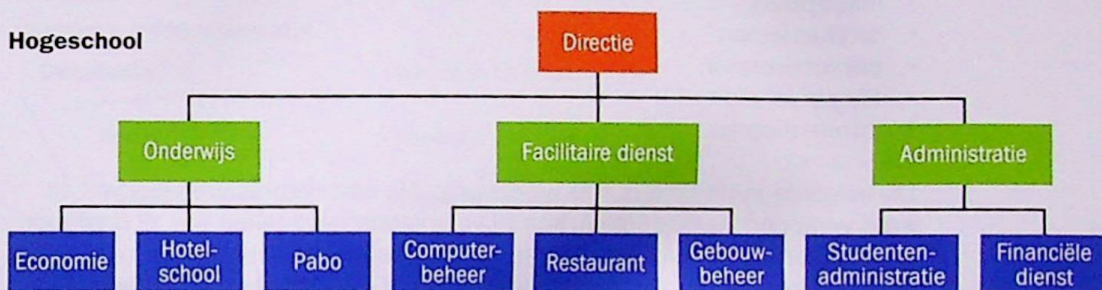 Hogeschool
Directie
Onderwijs
Facilitaire dienst
Administratie
Economie
Hotel-
school
Pabo
Computer-
beheer
Restaurant
Gebouw-
beheer
Studenten-
administratie
Financiële
dienst